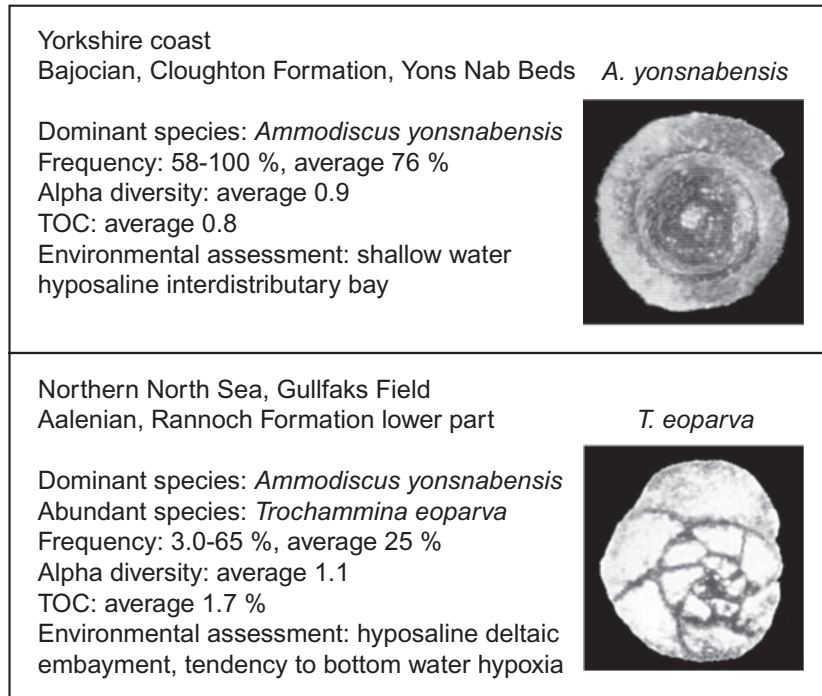 Yorkshire coast
Bajocian, Cloughton Formation, Yons Nab Beds
A. yonsnabensis
Dominant species: Ammodiscus yonsnabensis
Frequency: 58-100 %, average 76 %
Alpha diversity: average 0.9
TOC: average 0.8
Environmental assessment: shallow water
hyposaline interdistributary bay
Northern North Sea, Gullfaks Field
Aalenian, Rannoch Formation lower part
T. eoparva
Dominant species: Ammodiscus yonsnabensis
Abundant species: Trochammina eoparva
Frequency: 3.0-65 %, average 25 %
Alpha diversity: average 1.1
TOC: average 1.7 %
Environmental assessment: hyposaline deltaic
embayment, tendency to bottom water hypoxia